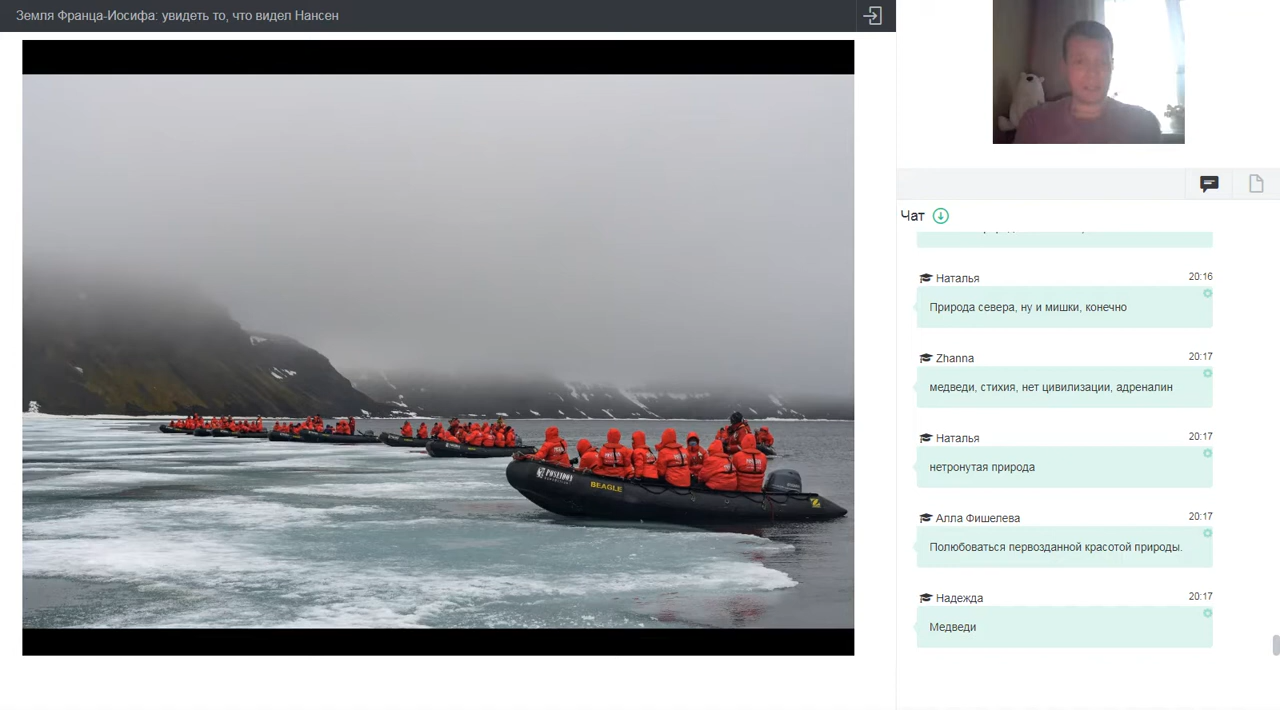 Земля Франца-Иосифа: увидеть то, что видел Нансен
POSEIDON
BEAGLE
Чат
Наталья 20:16
Природа севера, ну и мишки, конечно
Zhanna 20:17
медведи, стихия, нет цивилизации, адреналин
Наталья 20:17
нетронутая природа
Алла Фишелева 20:17
Полюбоваться первозданной красотой природы.
Надежда 20:17
Медведи